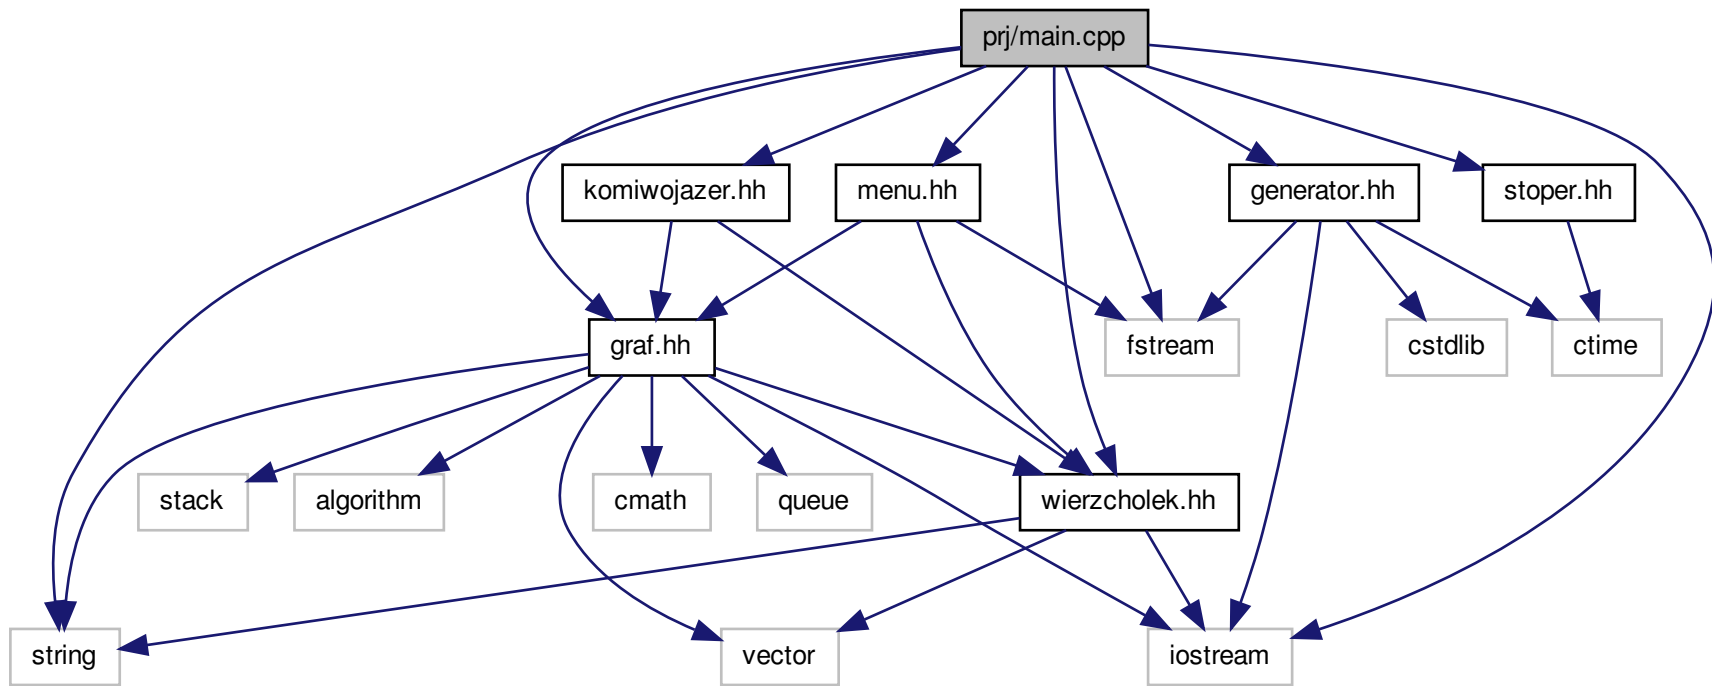 prj/main.cpp
komiwojazer.hh
menu.hh
generator.hh
stoper.hh
graf.hh
fstream
cstdlib
ctime
stack
algorithm
cmath
queue
wierzcholek.hh
string
vector
iostream